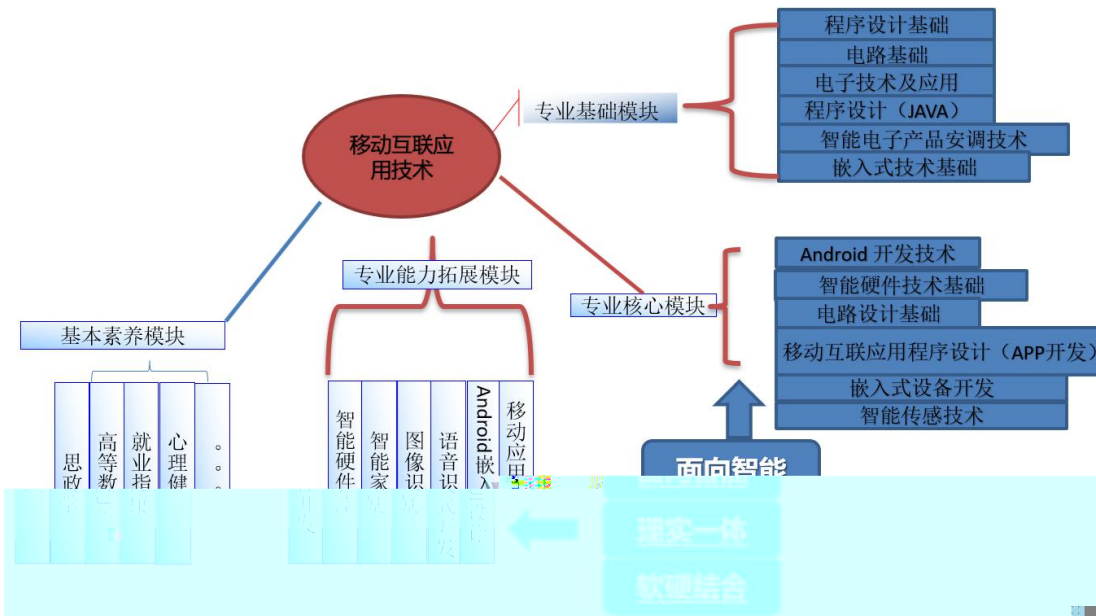 移动互联应
用技术
专业基础模块
程序设计基础
电路基础
电子技术及应用
程序设计（JAVA）
智能电子产品安调技术
嵌入式技术基础
专业核心模块
Android 开发技术
智能硬件技术基础
电路设计基础
移动互联应用程序设计（APP开发）
嵌入式设备开发
智能传感技术
专业能力拓展模块
智能硬件
智能家
图像识
语音识
Android嵌入
移动应用
基本素养模块
思政
高等数
就业指
心理健
。。。
面向智能
理实一体
软硬结合